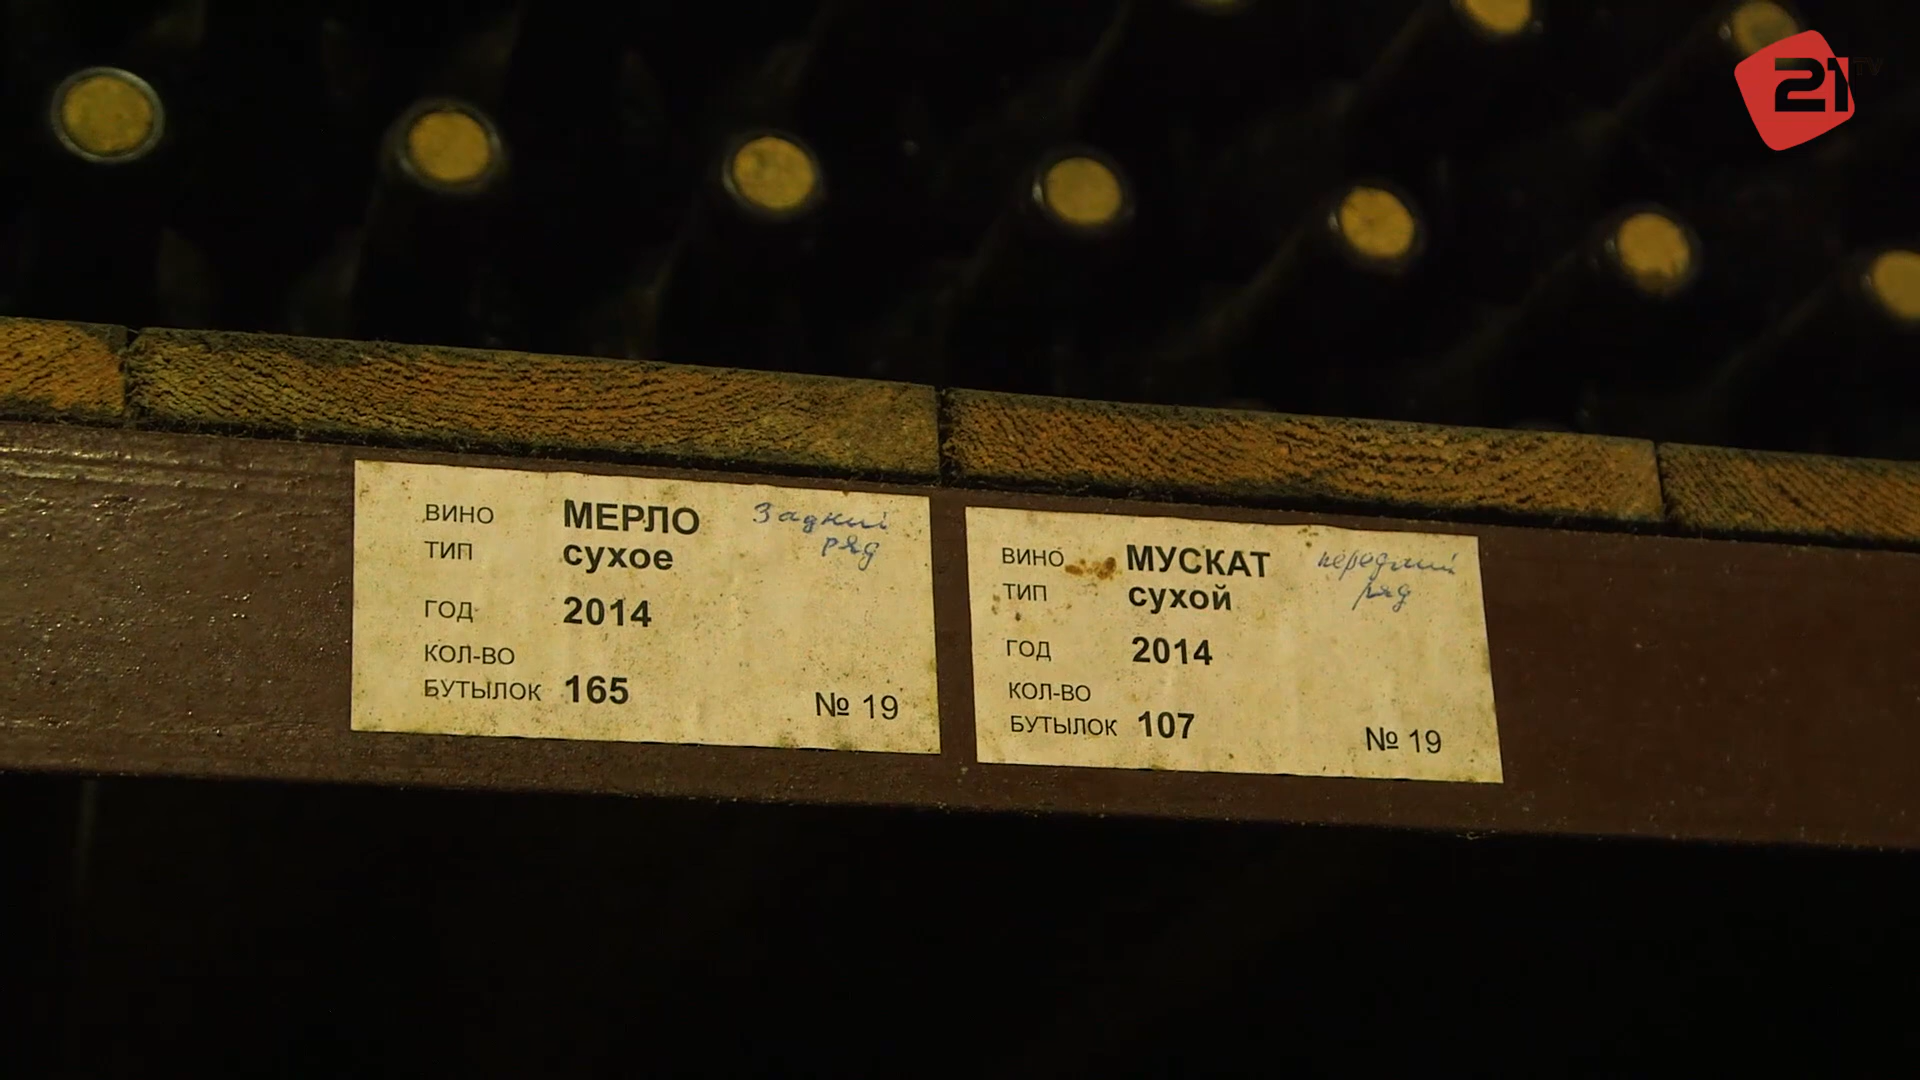 21TV
ВИНО МЕРЛО Задний
ряд
ТИП сухое
ГОД 2014
КОЛ-ВО
БУТЫЛОК 165
№ 19
ВИНО МУСКАТ передний
ряд
ТИП сухой
ГОД 2014
КОЛ-ВО
БУТЫЛОК 107
№ 19